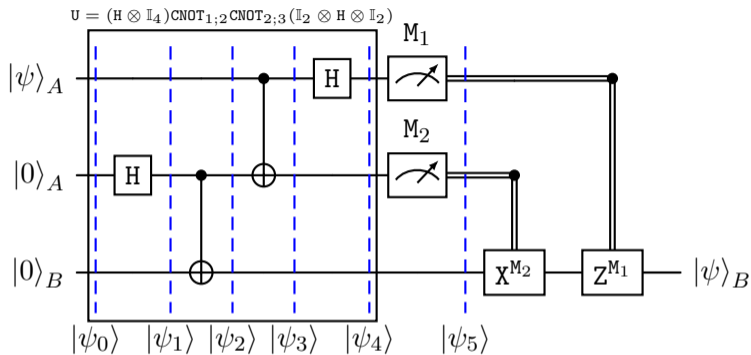 U = (H ⊗ 𝕀₄)CNOT₁;₂CNOT₂;₃(𝕀₂ ⊗ H ⊗ 𝕀₂)
M₁
|ψ⟩_A H
M₂
|0⟩_A H
|0⟩_B X^{M₂} Z^{M₁} |ψ⟩_B
|ψ₀⟩ |ψ₁⟩ |ψ₂⟩ |ψ₃⟩ |ψ₄⟩ |ψ₅⟩